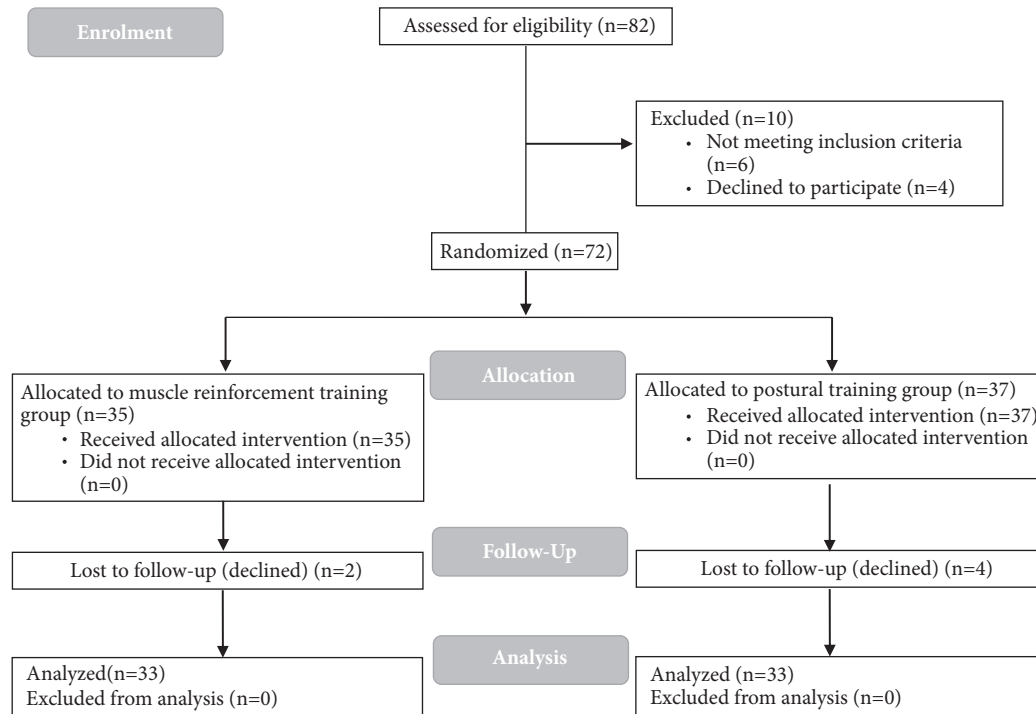 Enrolment
Assessed for eligibility (n=82)
Excluded (n=10)
• Not meeting inclusion criteria
(n=6)
• Declined to participate (n=4)
Randomized (n=72)
Allocation
Allocated to muscle reinforcement training
group (n=35)
• Received allocated intervention (n=35)
• Did not receive allocated intervention
(n=0)
Allocated to postural training group (n=37)
• Received allocated intervention (n=37)
• Did not receive allocated intervention
(n=0)
Follow-Up
Lost to follow-up (declined) (n=2)
Lost to follow-up (declined) (n=4)
Analysis
Analyzed(n=33)
Excluded from analysis (n=0)
Analyzed (n=33)
Excluded from analysis (n=0)